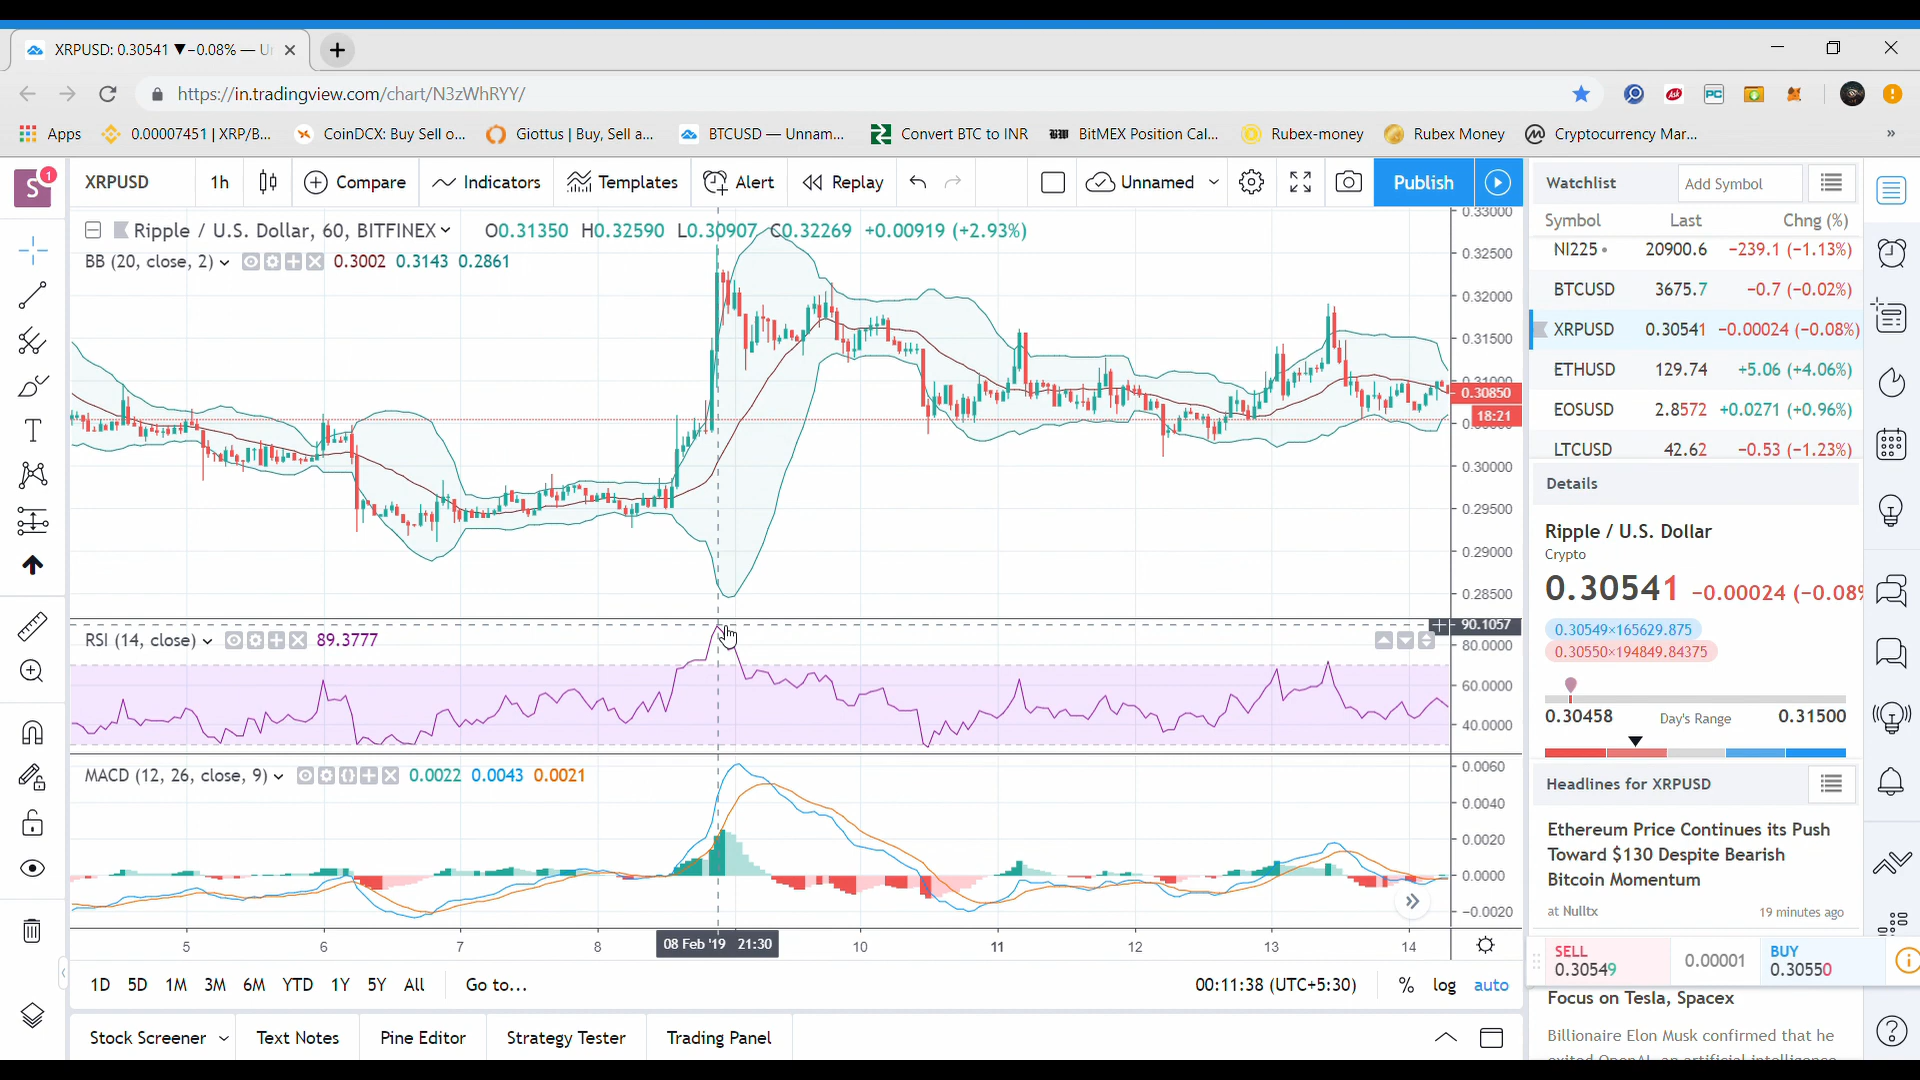 XRPUSD: 0.30541 ▼−0.08% — U
https://in.tradingview.com/chart/N3zWhRYY/
Apps 0.00007451 | XRP/B... CoinDCX: Buy Sell o... Giottus | Buy, Sell a... BTCUSD — Unnam... Convert BTC to INR BitMEX Position Cal... Rubex-money Rubex Money Cryptocurrency Mar... »
S 1 XRPUSD 1h Compare Indicators Templates Alert Replay Unnamed Publish
Ripple / U.S. Dollar, 60, BITFINEX O0.31350 H0.32590 L0.30907 C0.32269 +0.00919 (+2.93%)
BB (20, close, 2) 0.3002 0.3143 0.2861
0.33000
0.32500
0.32000
0.31500
0.31000
0.30850
18:21
0.30000
0.29500
0.29000
0.28500
RSI (14, close) 89.3777
90.1057
80.0000
60.0000
40.0000
MACD (12, 26, close, 9) 0.0022 0.0043 0.0021
0.0060
0.0040
0.0020
0.0000
−0.0020
5 6 7 8 08 Feb '19 21:30 10 11 12 13 14
1D 5D 1M 3M 6M YTD 1Y 5Y All Go to... 00:11:38 (UTC+5:30) % log auto
Stock Screener Text Notes Pine Editor Strategy Tester Trading Panel
Watchlist Add Symbol
Symbol Last Chng (%)
NI225 20900.6 −239.1 (−1.13%)
BTCUSD 3675.7 −0.7 (−0.02%)
XRPUSD 0.30541 −0.00024 (−0.08%)
ETHUSD 129.74 +5.06 (+4.06%)
EOSUSD 2.8572 +0.0271 (+0.96%)
LTCUSD 42.62 −0.53 (−1.23%)
Details
Ripple / U.S. Dollar
Crypto
0.30541 −0.00024 (−0.08%
0.30549×165629.875
0.30550×194849.84375
0.30458 Day's Range 0.31500
Headlines for XRPUSD
Ethereum Price Continues its Push
Toward $130 Despite Bearish
Bitcoin Momentum
at Nulltx 19 minutes ago
SELL
0.30549
0.00001
BUY
0.30550
Focus on Tesla, Spacex
Billionaire Elon Musk confirmed that he
exited OpenAI, an artificial intelligence